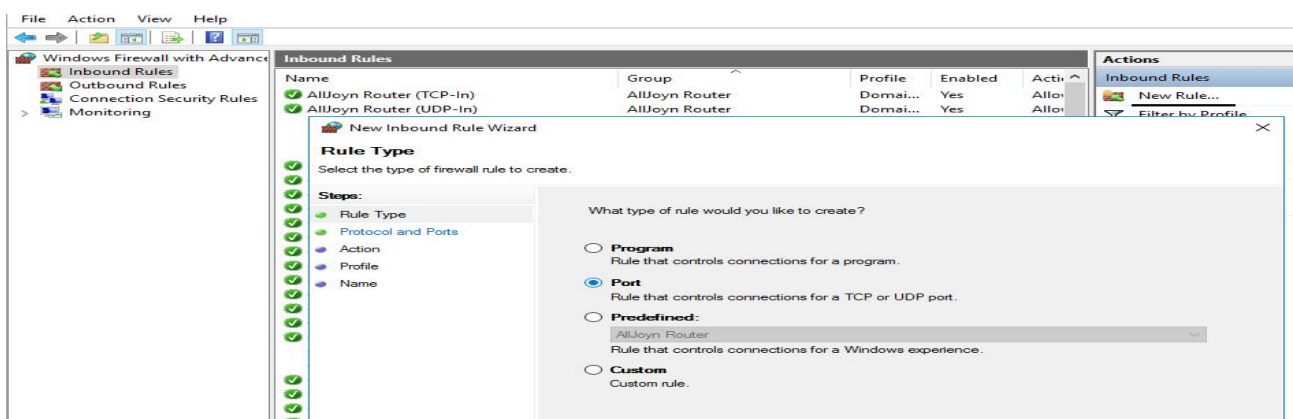 File Action View Help
Windows Firewall with Advance
Inbound Rules
Outbound Rules
Connection Security Rules
Monitoring
Inbound Rules
Name Group Profile Enabled Acti
AllJoyn Router (TCP-In) AllJoyn Router Domai... Yes Allo
AllJoyn Router (UDP-In) AllJoyn Router Domai... Yes Allo
Actions
Inbound Rules
New Rule...
Filter by Profile
New Inbound Rule Wizard
Rule Type
Select the type of firewall rule to create.
Steps:
Rule Type
Protocol and Ports
Action
Profile
Name
What type of rule would you like to create?
Program
Rule that controls connections for a program.
Port
Rule that controls connections for a TCP or UDP port.
Predefined:
AllJoyn Router
Rule that controls connections for a Windows experience.
Custom
Custom rule.